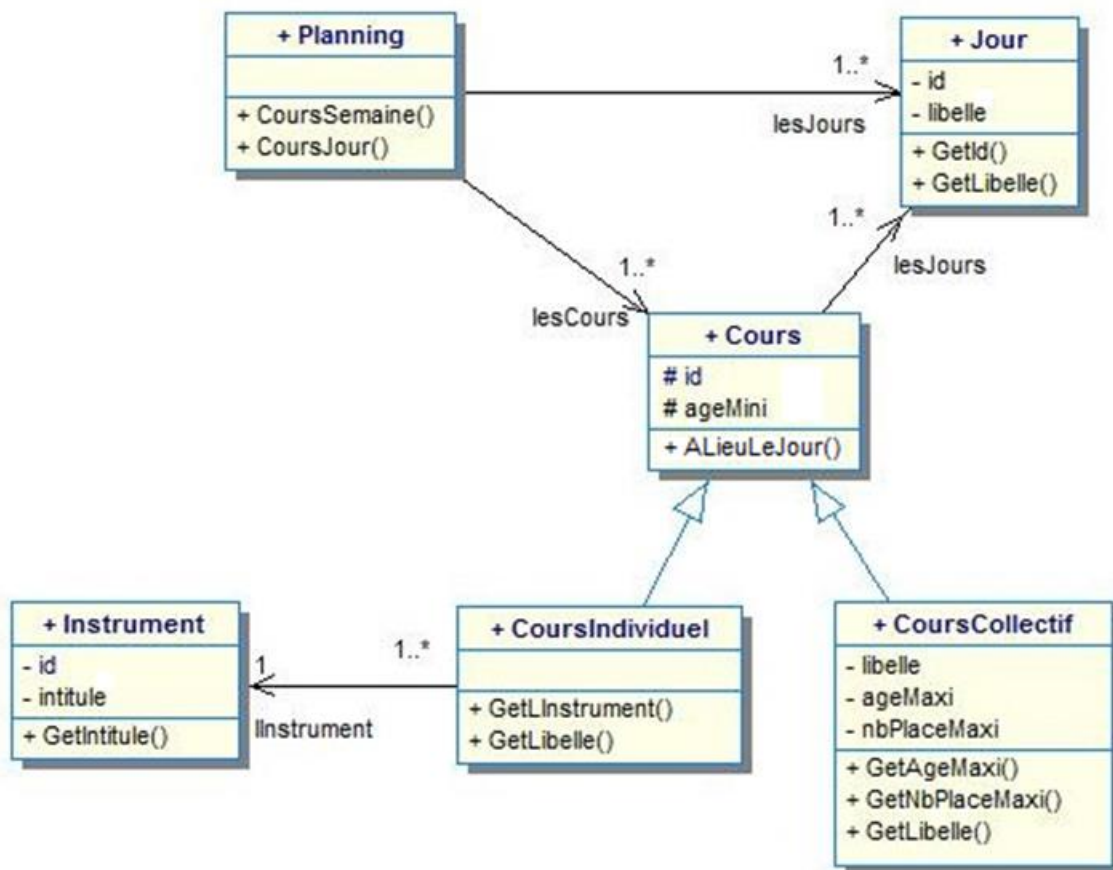 + Planning
+ CoursSemaine()
+ CoursJour()
1..*
lesJours
+ Jour
- id
- libelle
+ GetId()
+ GetLibelle()
1..*
lesJours
1..*
lesCours
+ Cours
# id
# ageMini
+ ALieuLeJour()
+ Instrument
- id
- intitule
+ GetIntitule()
1
lInstrument
1..*
+ CoursIndividuel
+ GetLInstrument()
+ GetLibelle()
+ CoursCollectif
- libelle
- ageMaxi
- nbPlaceMaxi
+ GetAgeMaxi()
+ GetNbPlaceMaxi()
+ GetLibelle()